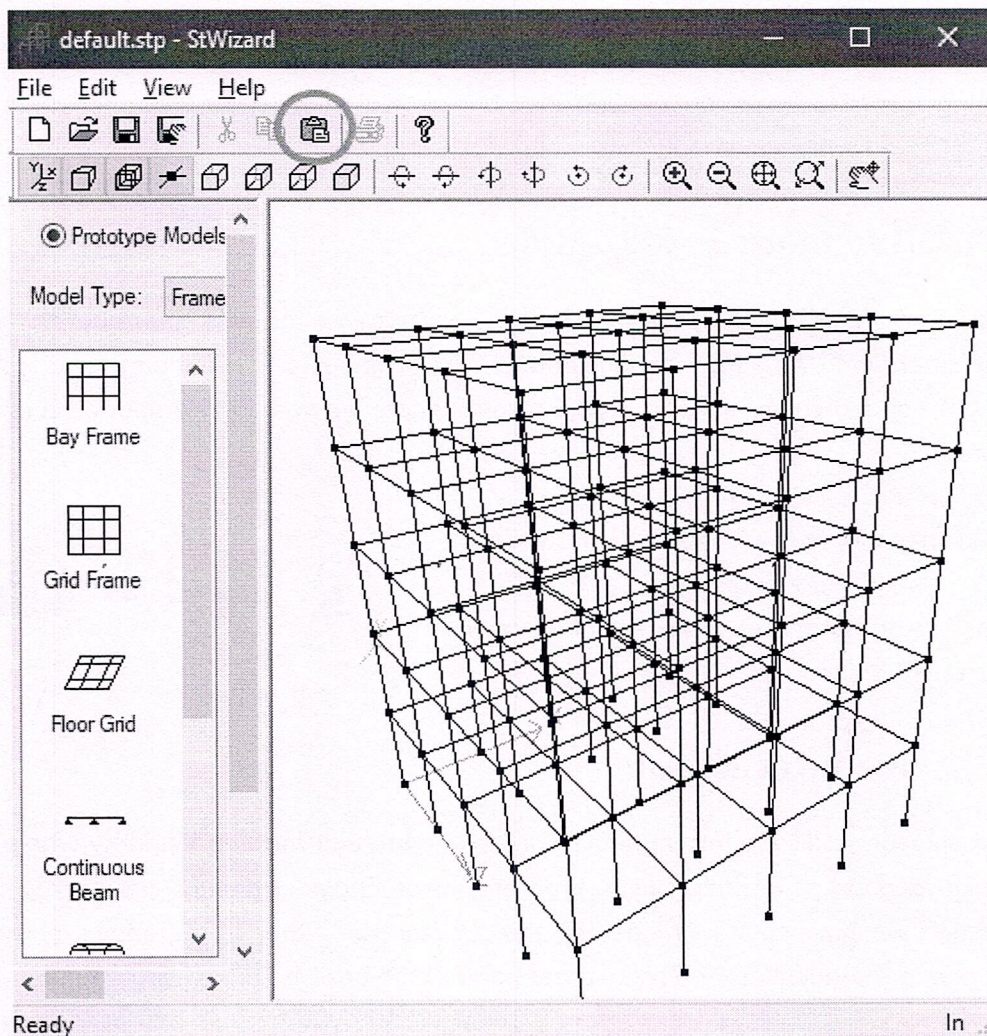 default.stp - StWizard
File Edit View Help
Prototype Models
Model Type: Frame
Bay Frame
Grid Frame
Floor Grid
Continuous
Beam
Ready In